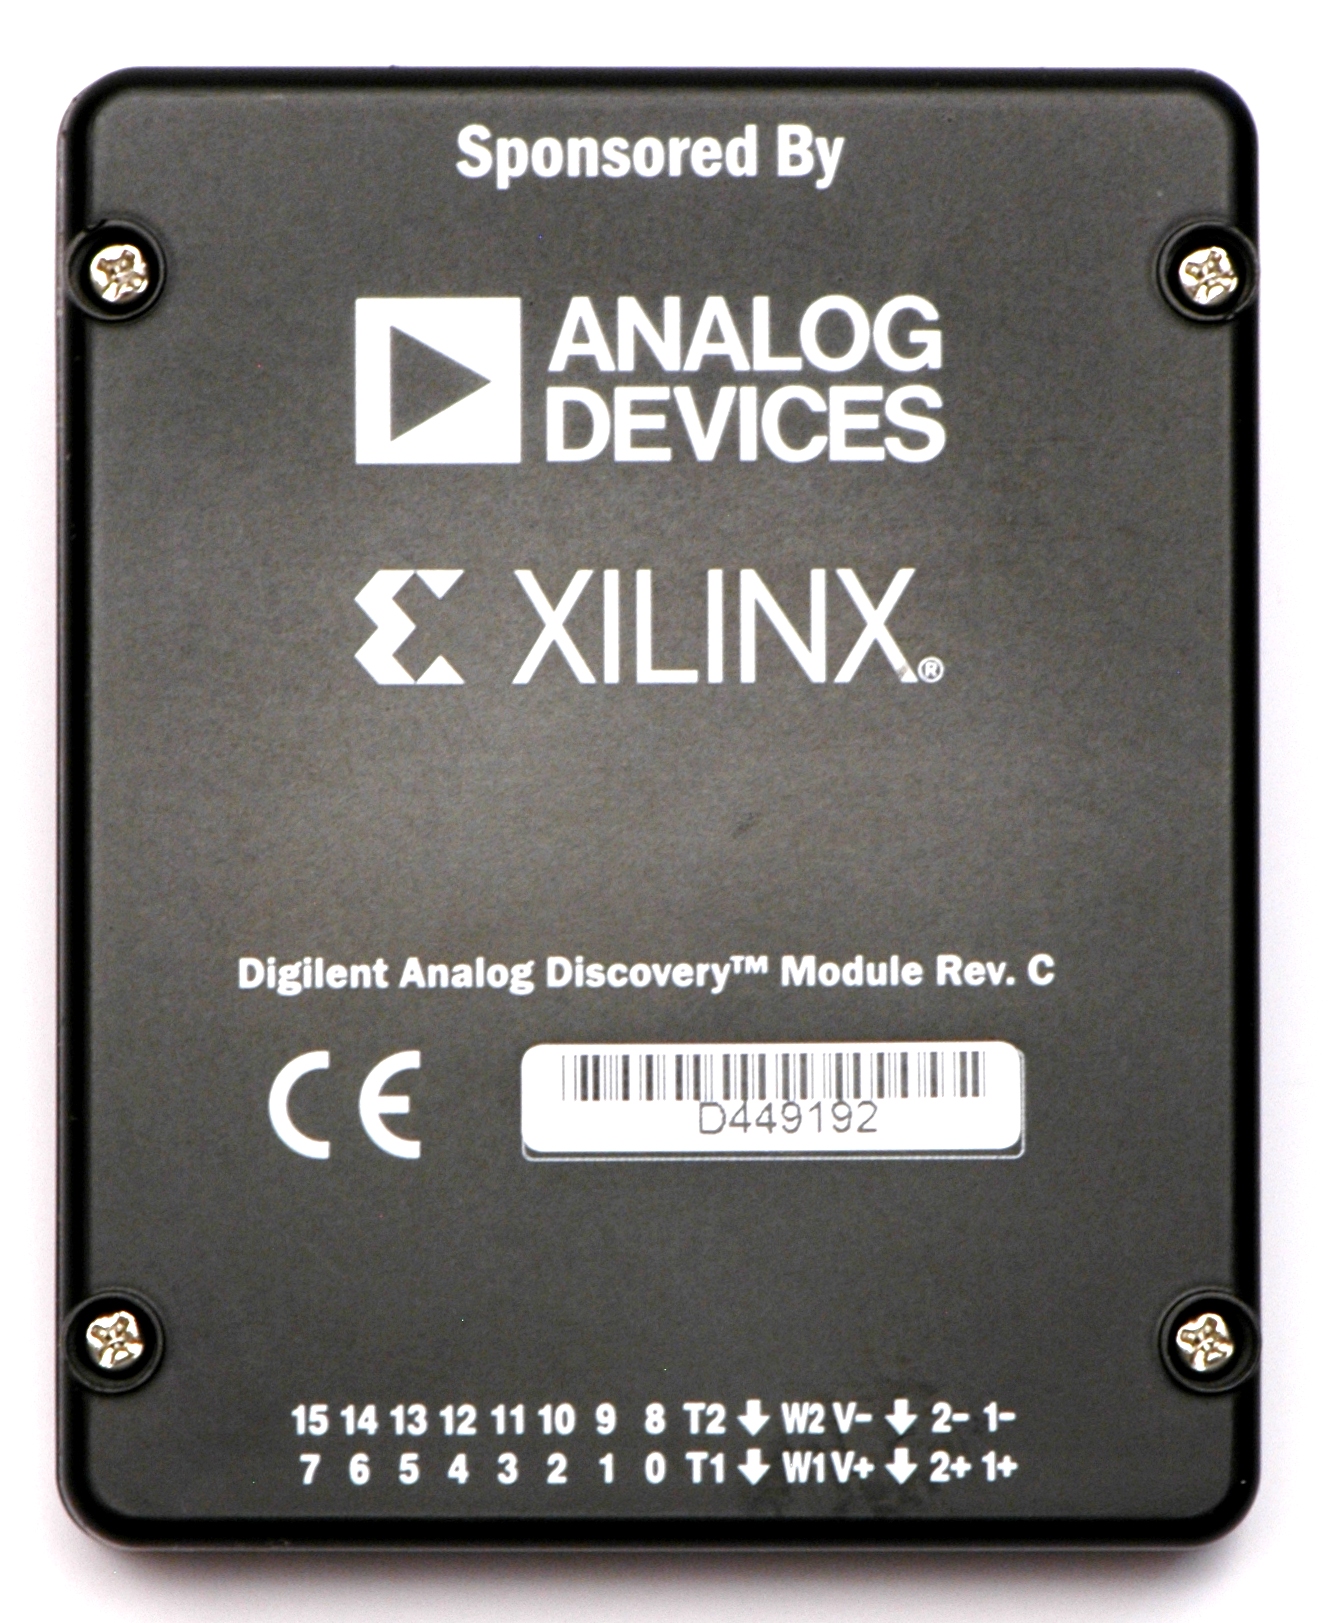 Sponsored By
ANALOG
DEVICES
XILINX®
Digilent Analog Discovery™ Module Rev. C
CE
D449192
15 14 13 12 11 10 9 8 T2 ↓ W2 V- ↓ 2- 1-
7 6 5 4 3 2 1 0 T1 ↓ W1 V+ ↓ 2+ 1+